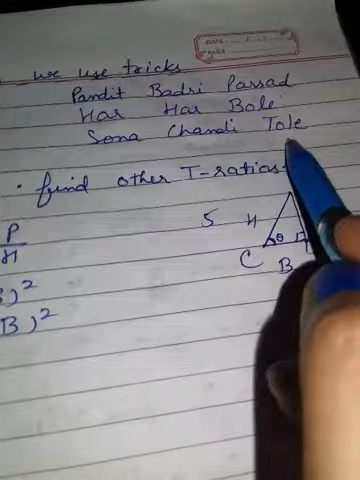 we use tricks
Pandit Badri Parsad
Har Har Bole
Sona Chandi Tole
• find other T-ratios-
P
H
5 H
θ
C B
)²
B)²